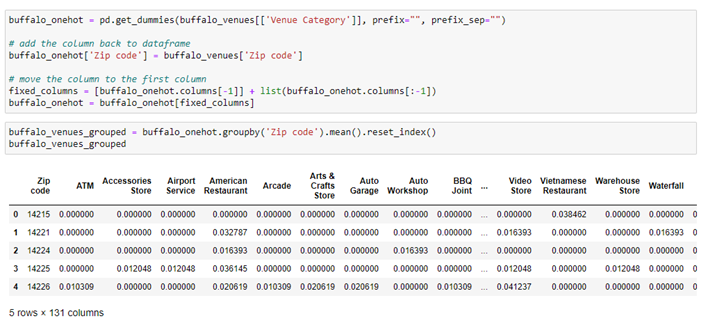 buffalo_onehot = pd.get_dummies(buffalo_venues[['Venue Category']], prefix="", prefix_sep="")
# add the column back to dataframe
buffalo_onehot['Zip code'] = buffalo_venues['Zip code']
# move the column to the first column
fixed_columns = [buffalo_onehot.columns[-1]] + list(buffalo_onehot.columns[:-1])
buffalo_onehot = buffalo_onehot[fixed_columns]
buffalo_venues_grouped = buffalo_onehot.groupby('Zip code').mean().reset_index()
buffalo_venues_grouped
Zip code ATM Accessories Store Airport Service American Restaurant Arcade Arts & Crafts Store Auto Garage Auto Workshop BBQ Joint ... Video Store Vietnamese Restaurant Warehouse Store Waterfall
0 14215 0.000000 0.000000 0.000000 0.000000 0.000000 0.000000 0.000000 0.000000 0.000000 ... 0.000000 0.038462 0.000000 0.000000 0
1 14221 0.000000 0.000000 0.000000 0.032787 0.000000 0.000000 0.000000 0.000000 0.000000 ... 0.016393 0.000000 0.000000 0.016393 0
2 14224 0.000000 0.000000 0.000000 0.016393 0.000000 0.000000 0.000000 0.016393 0.000000 ... 0.000000 0.000000 0.000000 0.000000 0
3 14225 0.000000 0.012048 0.012048 0.036145 0.000000 0.000000 0.000000 0.000000 0.000000 ... 0.012048 0.000000 0.012048 0.000000 0
4 14226 0.010309 0.000000 0.000000 0.020619 0.010309 0.020619 0.020619 0.000000 0.010309 ... 0.041237 0.000000 0.000000 0.000000 0
5 rows × 131 columns